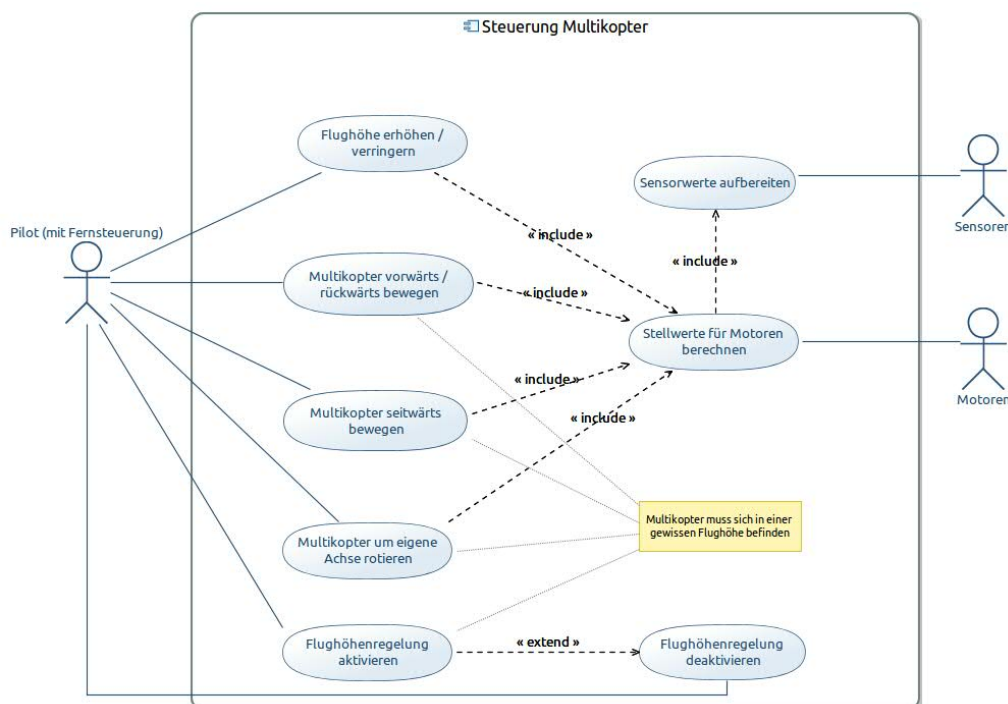 Steuerung Multikopter
Flughöhe erhöhen /
verringern
Sensorwerte aufbereiten
Sensoren
Pilot (mit Fernsteuerung)
« include »
« include »
Multikopter vorwärts /
rückwärts bewegen
« include »
Stellwerte für Motoren
berechnen
Motoren
« include »
Multikopter seitwärts
bewegen
« include »
Multikopter muss sich in einer
gewissen Flughöhe befinden
Multikopter um eigene
Achse rotieren
Flughöhenregelung
aktivieren
« extend »
Flughöhenregelung
deaktivieren